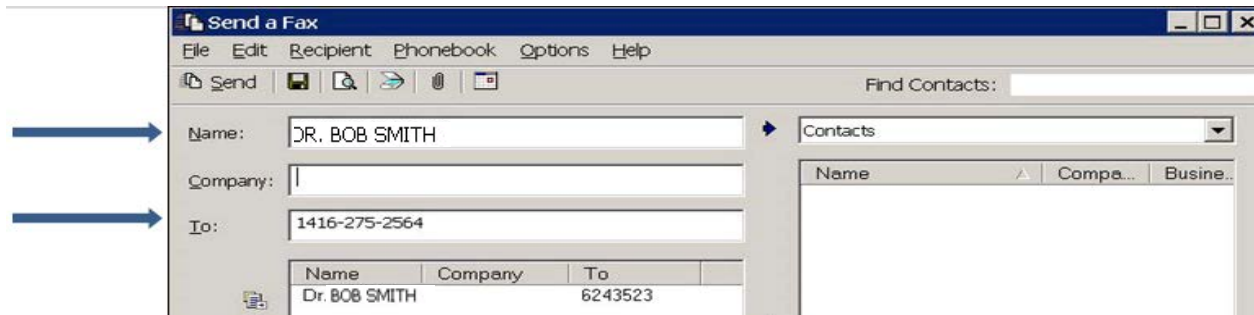 Send a Fax
File Edit Recipient Phonebook Options Help
Send Find Contacts:
Name: DR. BOB SMITH Contacts
Company: Name Compa... Busine..
To: 1416-275-2564
Name Company To
Dr. BOB SMITH 6243523